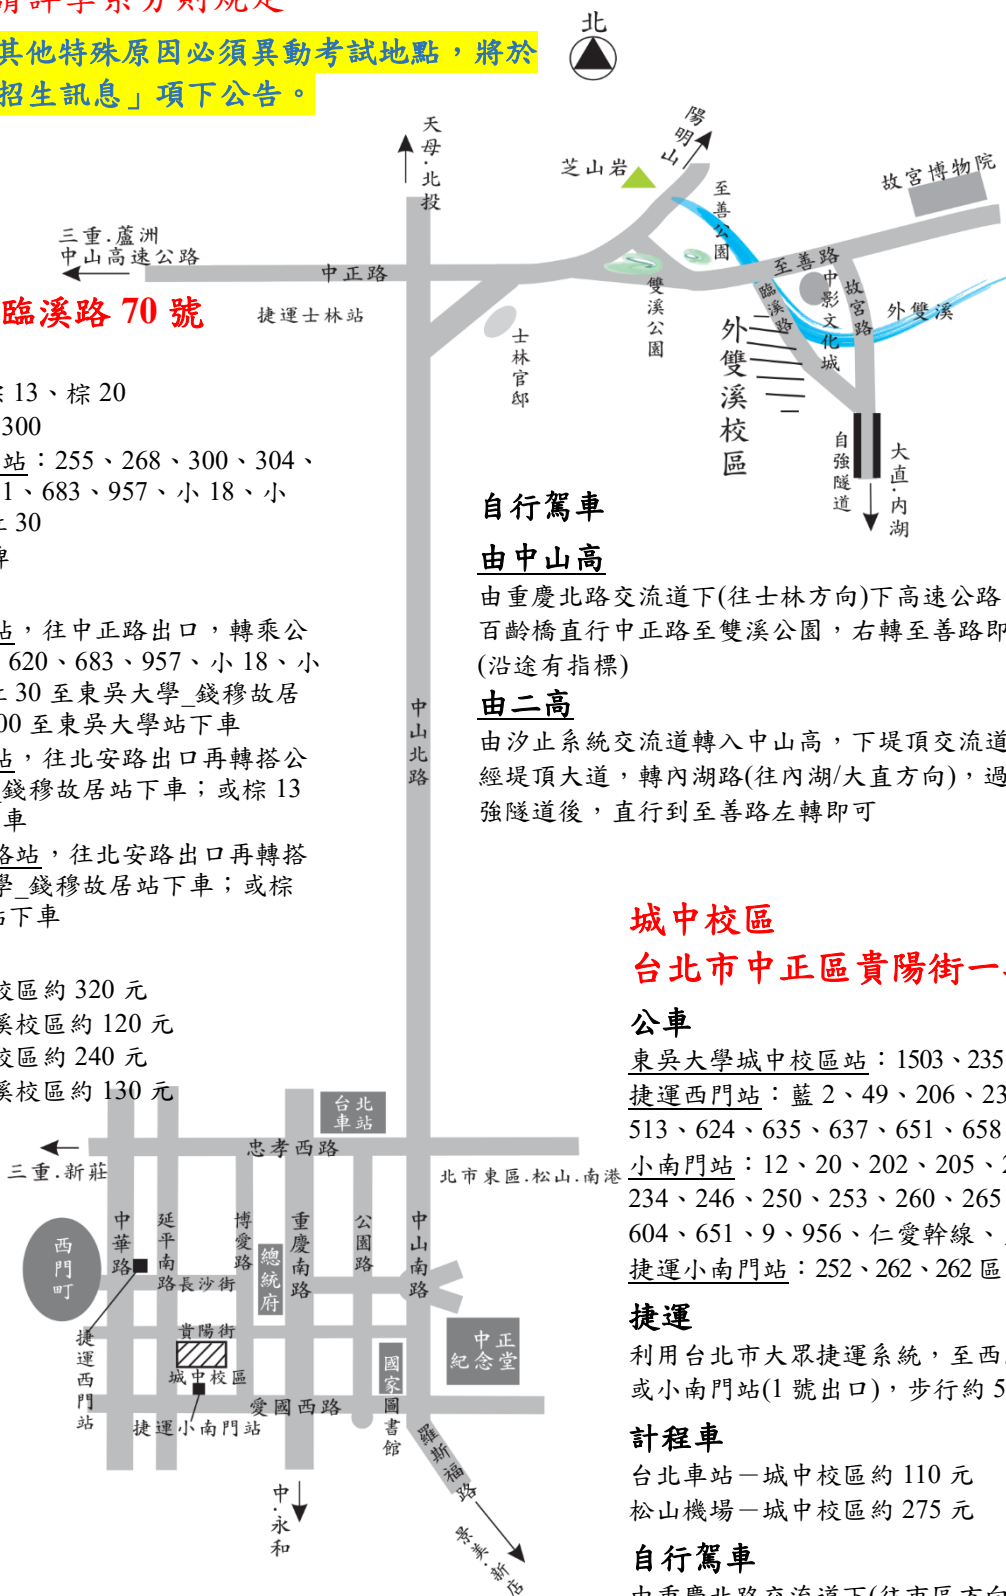 請詳學系分則規定
其他特殊原因必須異動考試地點，將於
招生訊息」項下公告。
北
天母.北投
陽明山
芝山岩
至善公園
故宮博物院
三重.蘆洲
中山高速公路
中正路
至善路
臨溪路 70 號
捷運士林站
士林官邸
雙溪公園
臨溪路
中影文化城
故宮路
外雙溪
外雙溪校區
自強隧道
大直.內湖
13、棕 20
300
站：255、268、300、304、
1、683、957、小 18、小
30
站，往中正路出口，轉乘公
620、683、957、小 18、小
30 至東吳大學_錢穆故居
00 至東吳大學站下車
站，往北安路出口再轉搭公
_錢穆故居站下車；或棕 13
車
路站，往北安路出口再轉搭
學_錢穆故居站下車；或棕
站下車
校區約 320 元
溪校區約 120 元
校區約 240 元
溪校區約 130 元
自行駕車
由中山高
由重慶北路交流道下(往士林方向)下高速公路
百齡橋直行中正路至雙溪公園，右轉至善路即
(沿途有指標)
由二高
由汐止系統交流道轉入中山高，下堤頂交流道
經堤頂大道，轉內湖路(往內湖/大直方向)，過
強隧道後，直行到至善路左轉即可
中山北路
台北車站
忠孝西路
三重.新莊
北市東區.松山.南港
中華路
延平南路
博愛路
重慶南路
公園路
中山南路
西門町
總統府
長沙街
貴陽街
城中校區
捷運西門站
捷運小南門站
愛國西路
國家圖書館
中正紀念堂
羅斯福路
中.永和
景美.新店
城中校區
台北市中正區貴陽街一
公車
東吳大學城中校區站：1503、235
捷運西門站：藍 2、49、206、23
513、624、635、637、651、658
小南門站：12、20、202、205、2
234、246、250、253、260、265
604、651、9、956、仁愛幹線、
捷運小南門站：252、262、262 區
捷運
利用台北市大眾捷運系統，至西
或小南門站(1 號出口)，步行約 5
計程車
台北車站－城中校區約 110 元
松山機場－城中校區約 275 元
自行駕車
由重慶北路交流道下(往市區方向